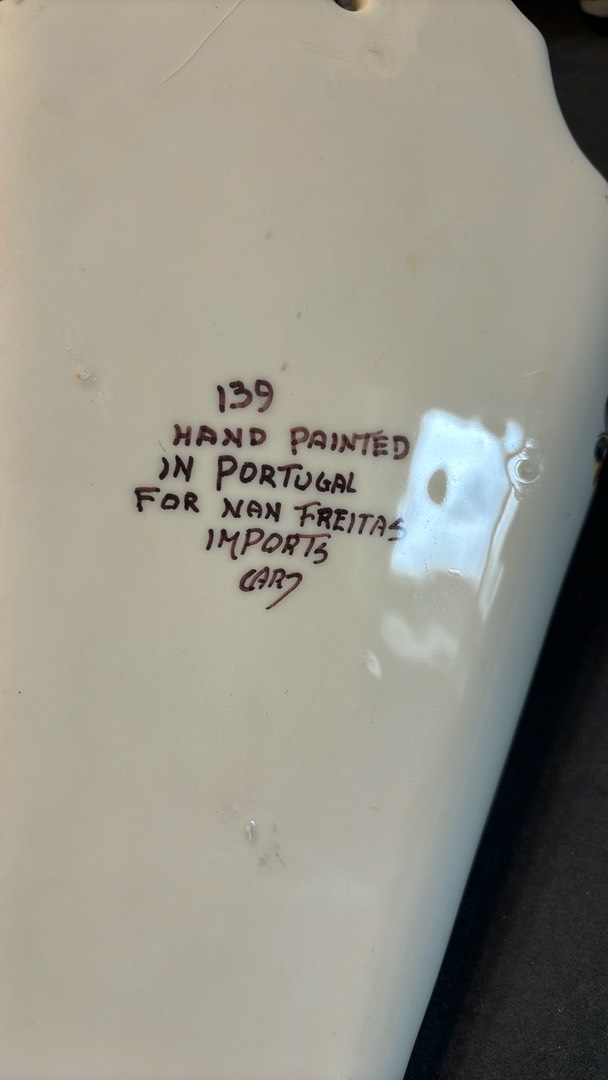 139
HAND PAINTED
IN PORTUGAL
FOR NAN FREITAS
IMPORTS